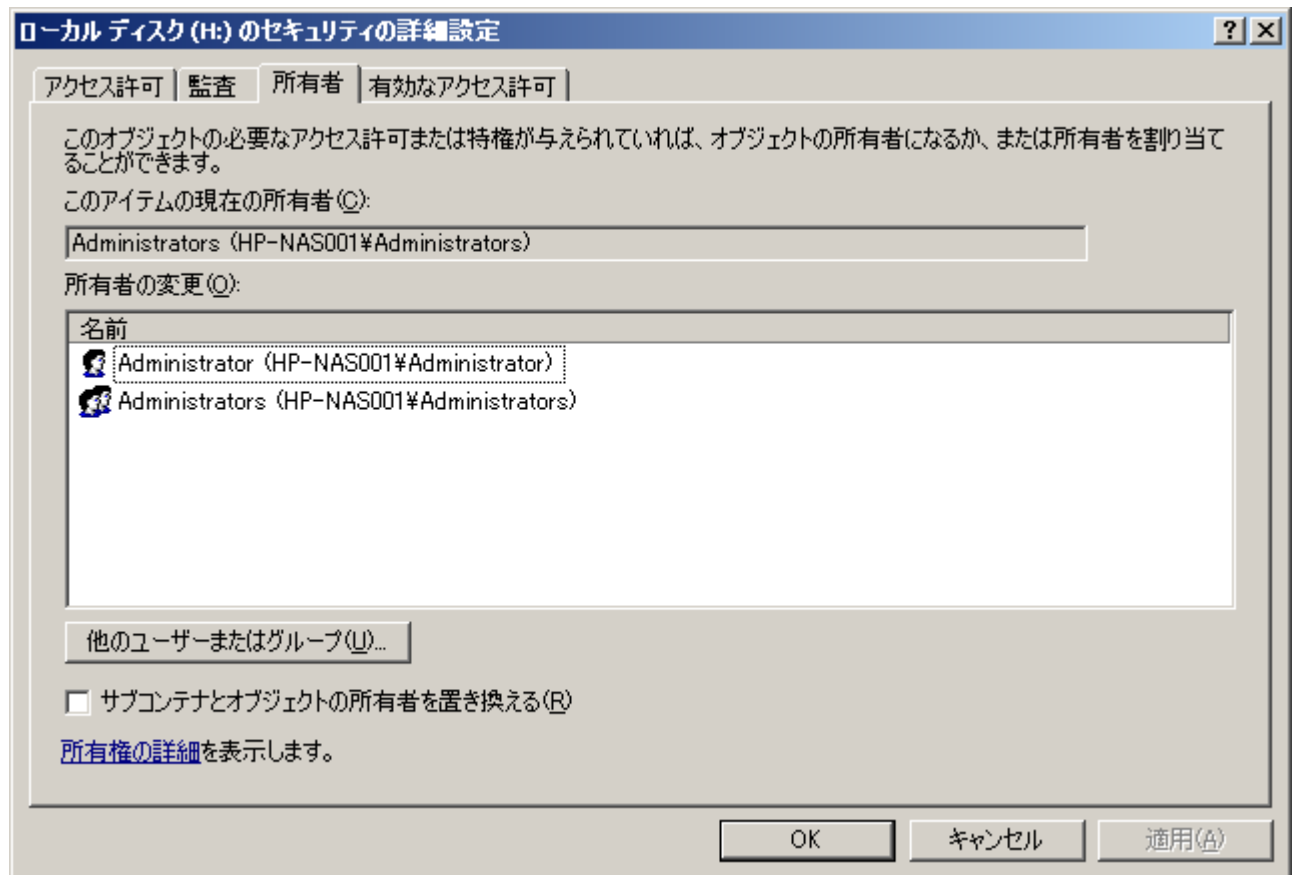 ローカル ディスク (H:) のセキュリティの詳細設定
アクセス許可 監査 所有者 有効なアクセス許可
このオブジェクトの必要なアクセス許可または特権が与えられていれば、オブジェクトの所有者になるか、または所有者を割り当て
ることができます。
このアイテムの現在の所有者(C):
Administrators (HP-NAS001¥Administrators)
所有者の変更(O):
名前
Administrator (HP-NAS001¥Administrator)
Administrators (HP-NAS001¥Administrators)
他のユーザーまたはグループ(U)...
サブコンテナとオブジェクトの所有者を置き換える(R)
所有権の詳細を表示します。
OK キャンセル 適用(A)